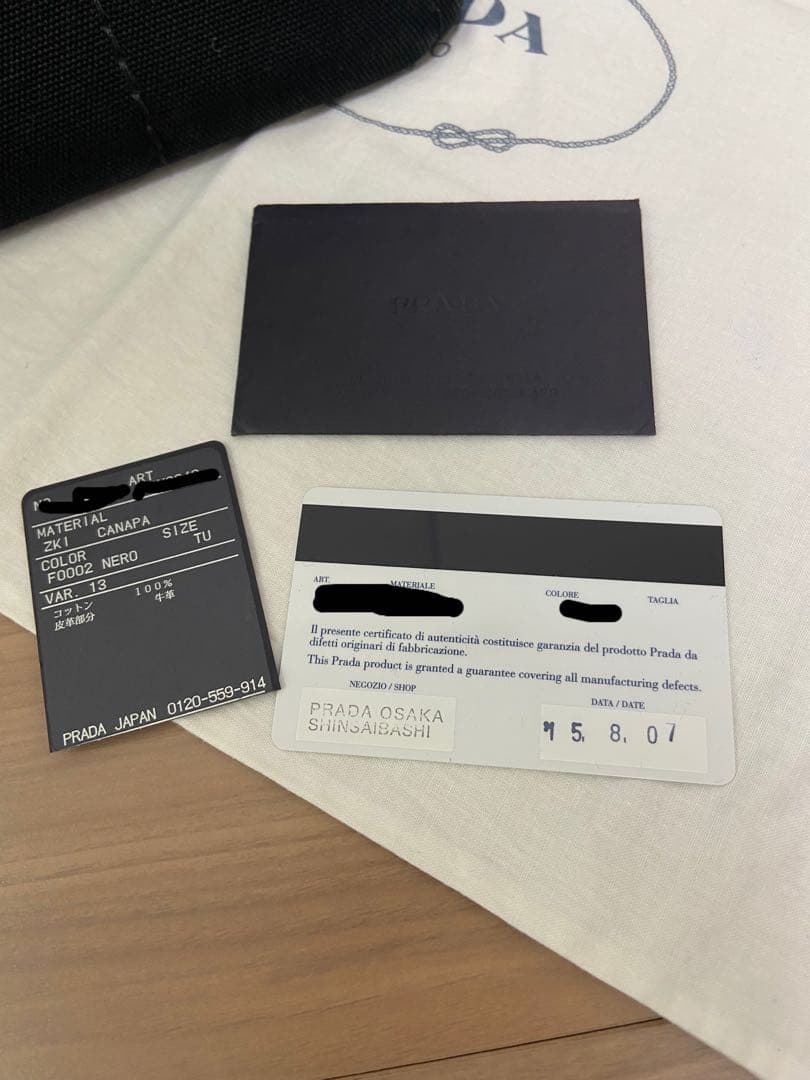 DA
PRADA
ART.
MATERIAL
ZKI CANAPA
SIZE
TU
COLOR
F0002 NERO
VAR. 13
コットン 100%
皮革部分 牛革
PRADA JAPAN 0120-559-914
ART.
MATERIALE
COLORE
TAGLIA
Il presente certificato di autenticità costituisce garanzia del prodotto Prada da
difetti originari di fabbricazione.
This Prada product is granted a guarantee covering all manufacturing defects.
NEGOZIO / SHOP
PRADA OSAKA
SHINSAIBASHI
DATA / DATE
15. 8. 07